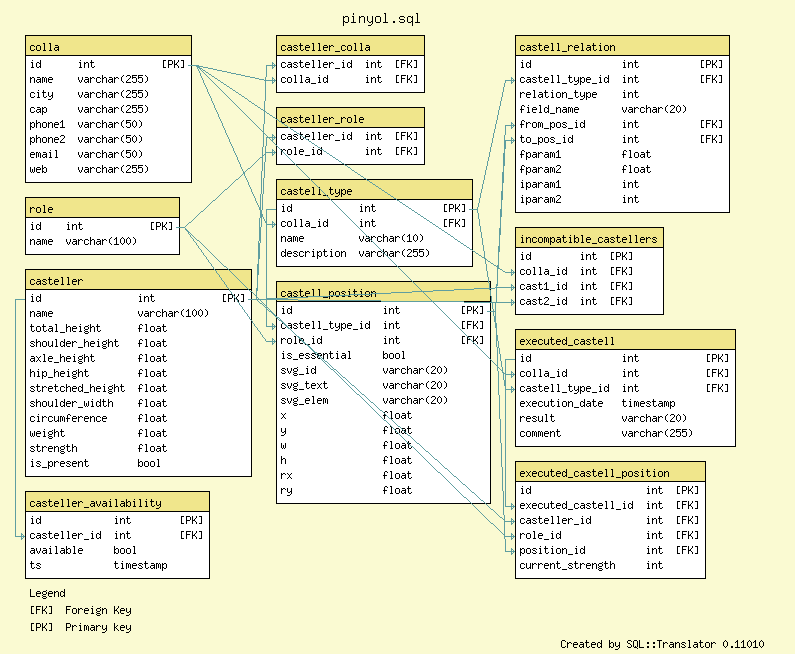 pinyol.sql
colla
id int [PK]
name varchar(255)
city varchar(255)
cap varchar(255)
phone1 varchar(50)
phone2 varchar(50)
email varchar(50)
web varchar(255)
role
id int [PK]
name varchar(100)
casteller
id int [PK]
name varchar(100)
total_height float
shoulder_height float
axle_height float
hip_height float
stretched_height float
shoulder_width float
circumference float
weight float
strength float
is_present bool
casteller_availability
id int [PK]
casteller_id int [FK]
available bool
ts timestamp
casteller_colla
casteller_id int [FK]
colla_id int [FK]
casteller_role
casteller_id int [FK]
role_id int [FK]
castell_type
id int [PK]
colla_id int [FK]
name varchar(10)
description varchar(255)
castell_position
id int [PK]
castell_type_id int [FK]
role_id int [FK]
is_essential bool
svg_id varchar(20)
svg_text varchar(20)
svg_elem varchar(20)
x float
y float
w float
h float
rx float
ry float
castell_relation
id int [PK]
castell_type_id int [FK]
relation_type int
field_name varchar(20)
from_pos_id int [FK]
to_pos_id int [FK]
fparam1 float
fparam2 float
iparam1 int
iparam2 int
incompatible_castellers
id int [PK]
colla_id int [FK]
cast1_id int [FK]
cast2_id int [FK]
executed_castell
id int [PK]
colla_id int [FK]
castell_type_id int [FK]
execution_date timestamp
result varchar(20)
comment varchar(255)
executed_castell_position
id int [PK]
executed_castell_id int [FK]
casteller_id int [FK]
role_id int [FK]
position_id int [FK]
current_strength int
Legend
[FK] Foreign Key
[PK] Primary key
Created by SQL::Translator 0.11010